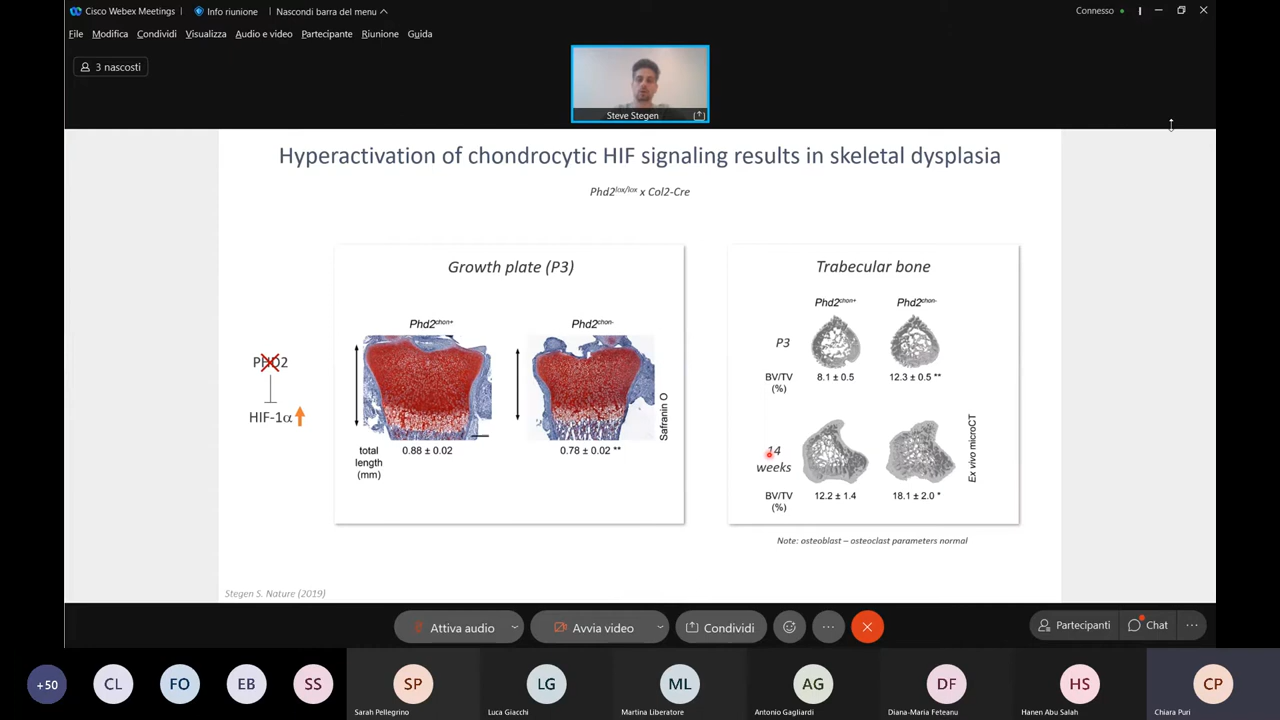 Cisco Webex Meetings
Info riunione
Nascondi barra del menu
Connesso
File Modifica Condividi Visualizza Audio e video Partecipante Riunione Guida
3 nascosti
Steve Stegen
Hyperactivation of chondrocytic HIF signaling results in skeletal dysplasia
Phd2lox/lox x Col2-Cre
PHD2
HIF-1α
Growth plate (P3)
Phd2chon+ Phd2chon-
Safranin O
total
length
(mm)
0.88 ± 0.02 0.78 ± 0.02 **
Trabecular bone
Phd2chon+ Phd2chon-
P3
BV/TV
(%)
8.1 ± 0.5 12.3 ± 0.5 **
14
weeks
BV/TV
(%)
12.2 ± 1.4 18.1 ± 2.0 *
Ex vivo microCT
Note: osteoblast – osteoclast parameters normal
Stegen S. Nature (2019)
Attiva audio Avvia video Condividi Partecipanti Chat
+50 CL FO EB SS SP LG ML AG DF HS CP
Sarah Pellegrino Luca Giacchi Martina Liberatore Antonio Gagliardi Diana-Maria Feteanu Hanen Abu Salah Chiara Puri